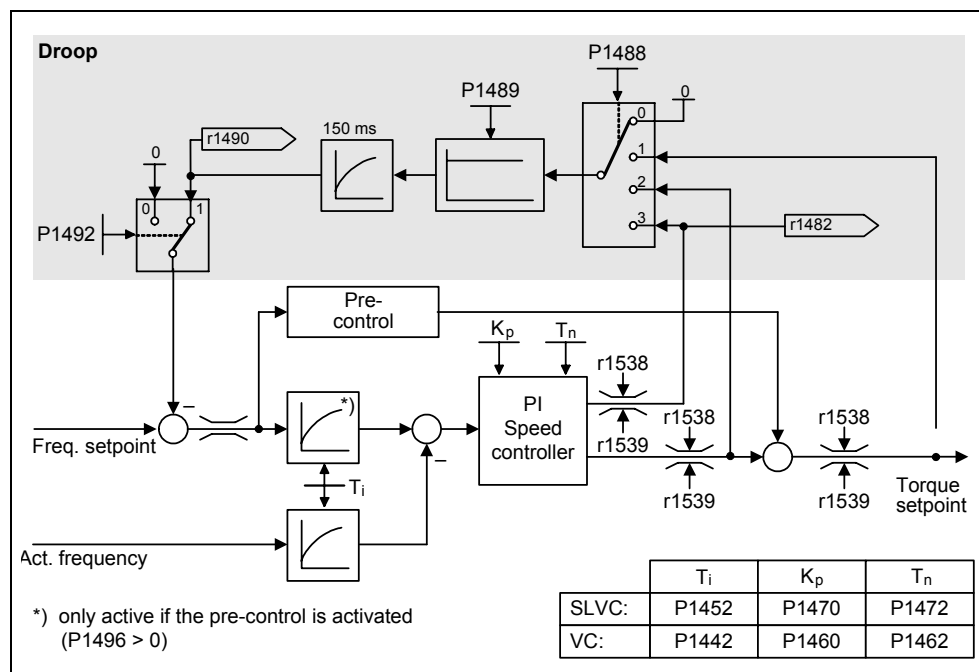 Droop
P1488
P1489
0
150 ms
r1490
0
0
1
2
3
0
1
P1492
r1482
Pre-
control
Kp
Tn
r1538
r1538
r1538
*)
PI
Speed
controller
r1539
r1539
r1539
Freq. setpoint
Ti
Torque
setpoint
Act. frequency
Ti
Kp
Tn
SLVC:
P1452
P1470
P1472
VC:
P1442
P1460
P1462
*) only active if the pre-control is activated
(P1496 > 0)
–
–